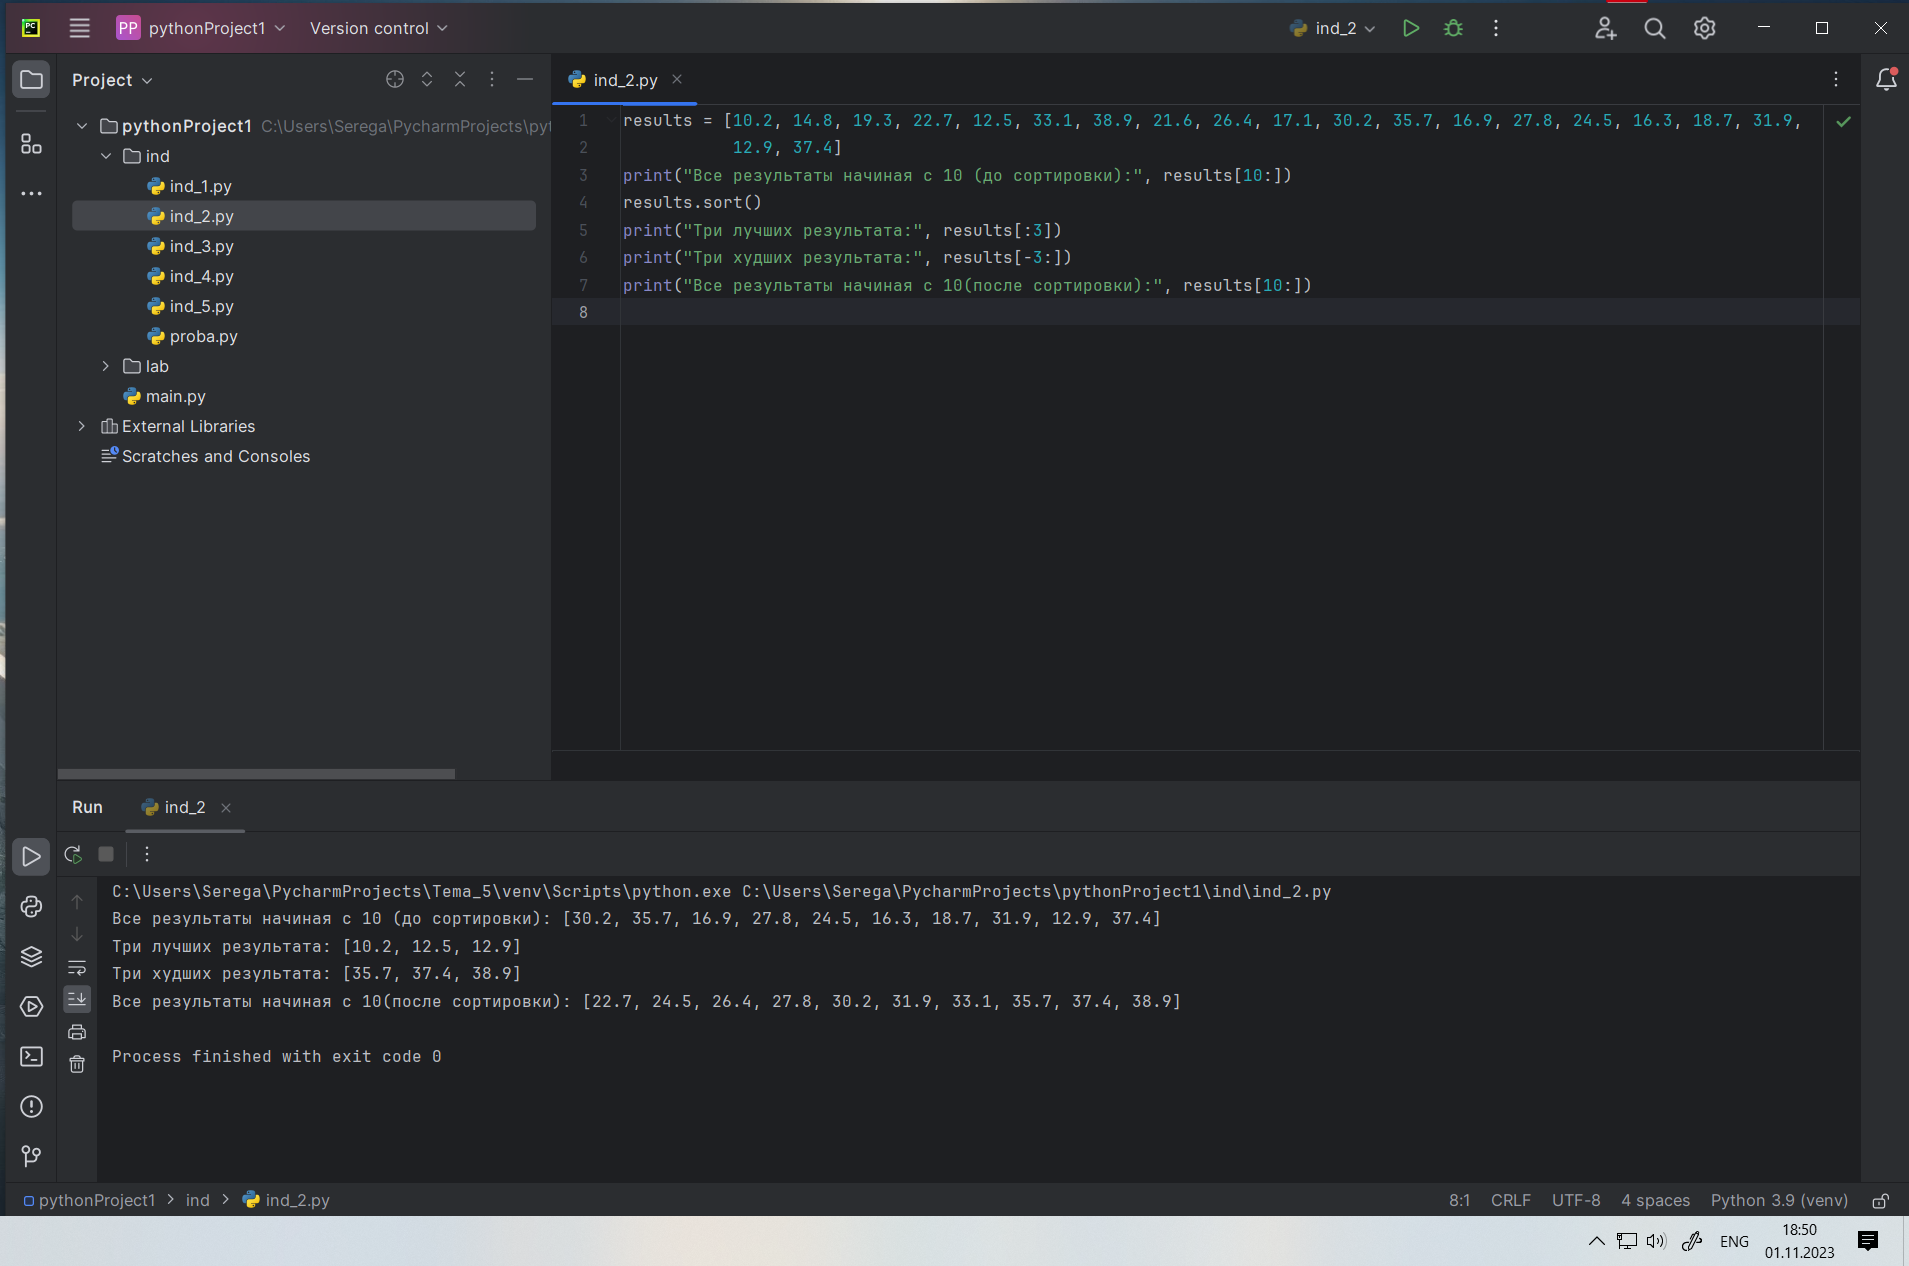 PC
PP pythonProject1 Version control ind_2
Project
ind_2.py
pythonProject1 C:\Users\Serega\PycharmProjects\pyt
ind
ind_1.py
ind_2.py
ind_3.py
ind_4.py
ind_5.py
proba.py
lab
main.py
External Libraries
Scratches and Consoles
1 results = [10.2, 14.8, 19.3, 22.7, 12.5, 33.1, 38.9, 21.6, 26.4, 17.1, 30.2, 35.7, 16.9, 27.8, 24.5, 16.3, 18.7, 31.9,
2 12.9, 37.4]
3 print("Все результаты начиная с 10 (до сортировки):", results[10:])
4 results.sort()
5 print("Три лучших результата:", results[:3])
6 print("Три худших результата:", results[-3:])
7 print("Все результаты начиная с 10(после сортировки):", results[10:])
8
Run ind_2
C:\Users\Serega\PycharmProjects\Tema_5\venv\Scripts\python.exe C:\Users\Serega\PycharmProjects\pythonProject1\ind\ind_2.py
Все результаты начиная с 10 (до сортировки): [30.2, 35.7, 16.9, 27.8, 24.5, 16.3, 18.7, 31.9, 12.9, 37.4]
Три лучших результата: [10.2, 12.5, 12.9]
Три худших результата: [35.7, 37.4, 38.9]
Все результаты начиная с 10(после сортировки): [22.7, 24.5, 26.4, 27.8, 30.2, 31.9, 33.1, 35.7, 37.4, 38.9]
Process finished with exit code 0
pythonProject1 > ind > ind_2.py
8:1 CRLF UTF-8 4 spaces Python 3.9 (venv)
ENG
18:50
01.11.2023